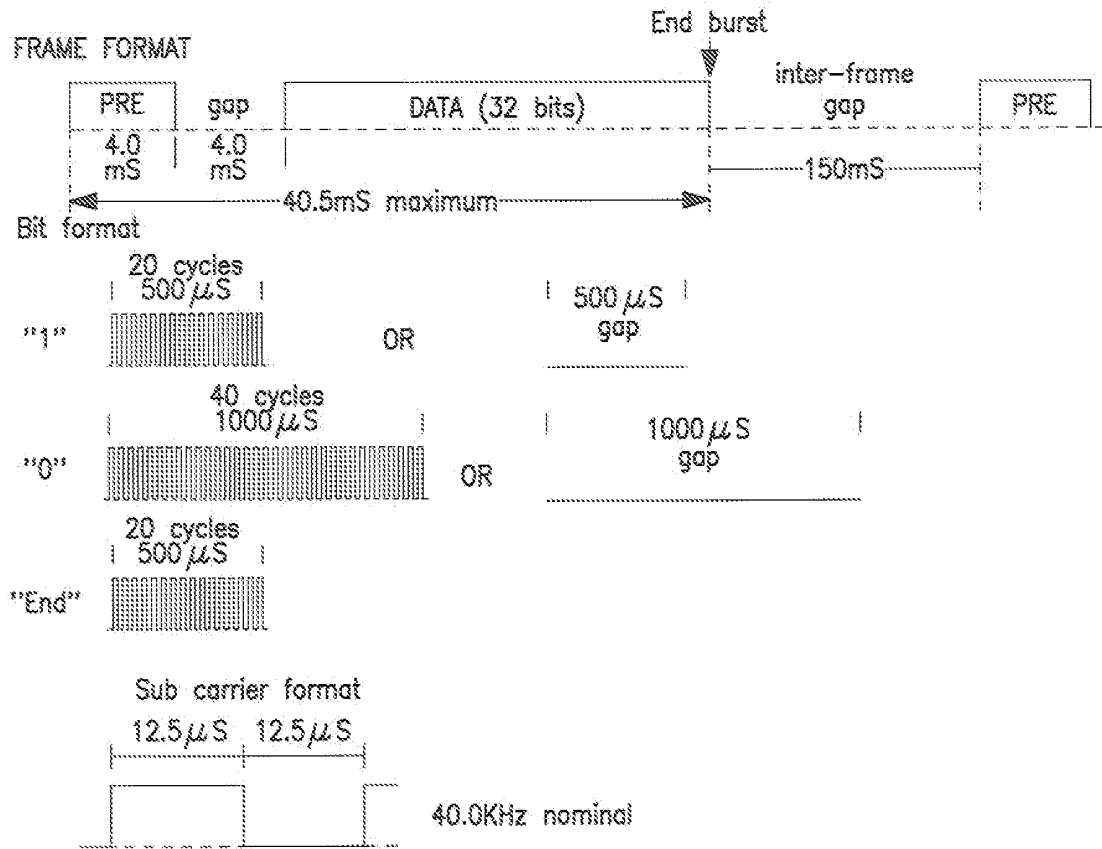 End burst
FRAME FORMAT
inter-frame
PRE gap DATA (32 bits) gap PRE
4.0 4.0
mS mS
150mS
40.5mS maximum
Bit format
20 cycles
500μS
500μS
gap
"1" OR
40 cycles
1000μS
1000μS
gap
"0" OR
20 cycles
500μS
"End"
Sub carrier format
12.5μS 12.5μS
40.0KHz nominal